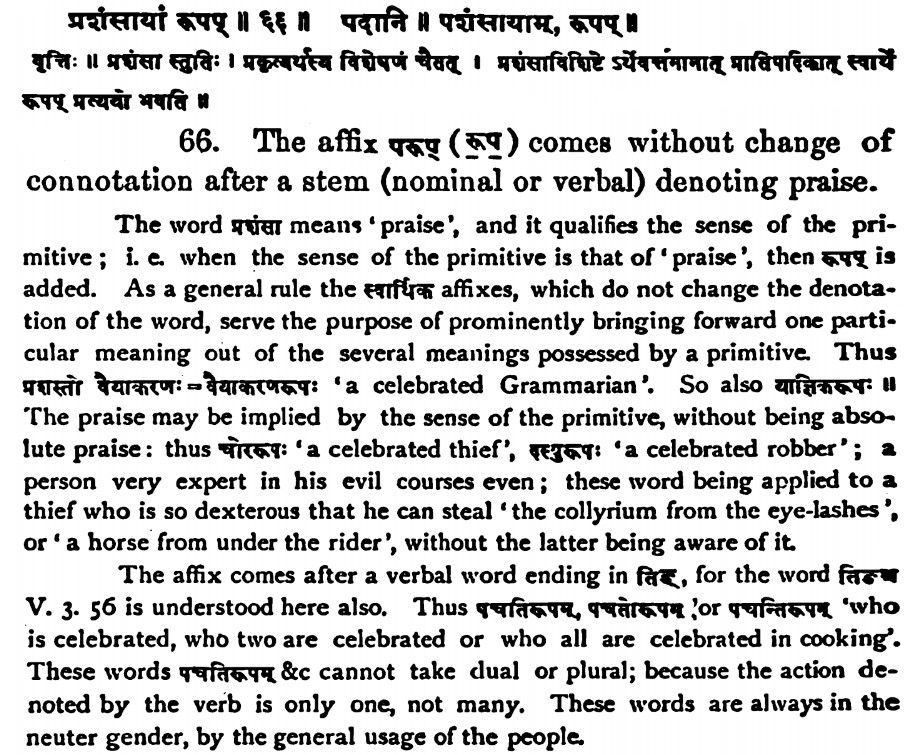 प्रशंसायां रूपप् ॥ ६६ ॥ पदानि ॥ पशंसायाम्, रूपप् ॥
वृत्तिः ॥ प्रशंसा स्तुतिः । प्रकृत्यर्थस्य विशेषणं चैतत् । प्रशंसाविशिष्टे ऽर्थेवर्त्तमानात् प्रातिपदिकात् स्वार्थे
रूपप् प्रत्ययो भवति ॥
66. The affix परूप् (रूप) comes without change of
connotation after a stem (nominal or verbal) denoting praise.
The word प्रशंसा means 'praise', and it qualifies the sense of the pri-
mitive; i. e. when the sense of the primitive is that of 'praise', then रूपप् is
added. As a general rule the स्वार्थिक affixes, which do not change the denota-
tion of the word, serve the purpose of prominently bringing forward one parti-
cular meaning out of the several meanings possessed by a primitive. Thus
प्रशस्तो वैयाकरणः = वैयाकरणरूपः 'a celebrated Grammarian'. So also याज्ञिकरूपः ॥
The praise may be implied by the sense of the primitive, without being abso-
lute praise: thus चोररूपः 'a celebrated thief', दस्युरूपः 'a celebrated robber'; a
person very expert in his evil courses even; these word being applied to a
thief who is so dexterous that he can steal 'the collyrium from the eye-lashes',
or 'a horse from under the rider', without the latter being aware of it.
The affix comes after a verbal word ending in तिङ्, for the word तिङश्च
V. 3. 56 is understood here also. Thus पचतिरूपम्, पचतोरूपम् 'or पचन्तिरूपम् 'who
is celebrated, who two are celebrated or who all are celebrated in cooking'.
These words पचतिरूपम् &c cannot take dual or plural; because the action de-
noted by the verb is only one, not many. These words are always in the
neuter gender, by the general usage of the people.